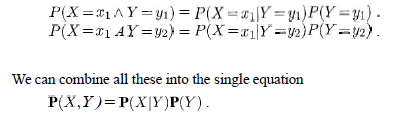 P(X = x₁ ∧ Y = y₁) = P(X = x₁|Y = y₁)P(Y = y₁) .
P(X = x₁ A Y = y₂) = P(X = x₁|Y = y₂)P(Y = y₂) .
We can combine all these into the single equation
P(X, Y) = P(X|Y)P(Y) .